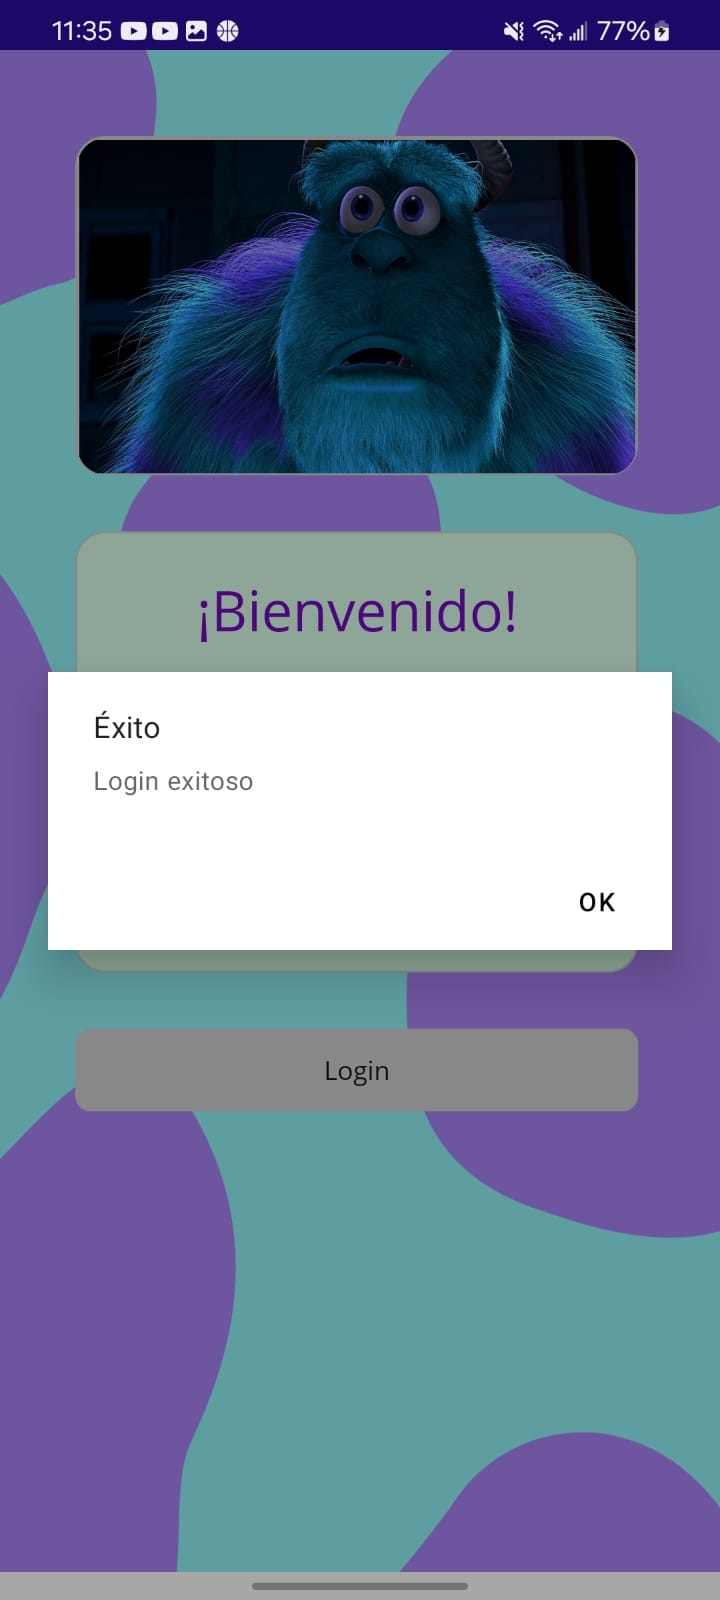 11:35
77%
¡Bienvenido!
Éxito
Login exitoso
OK
Login